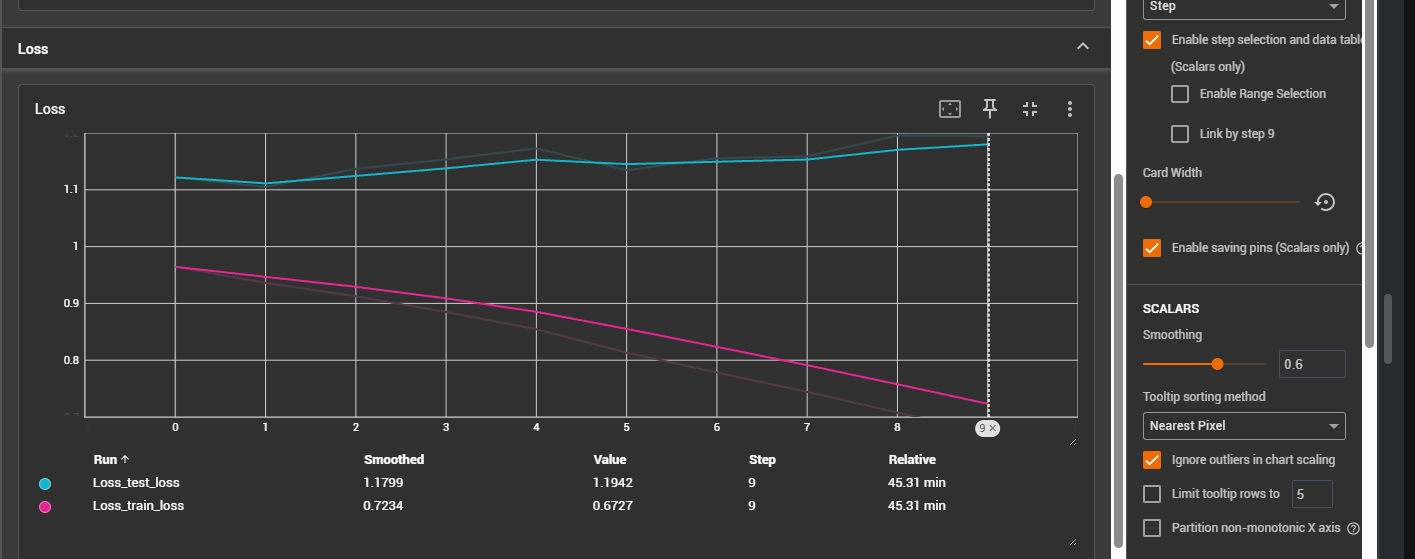 Step
Loss
Enable step selection and data table
(Scalars only)
Loss
Enable Range Selection
Link by step 9
1.1
Card Width
1
Enable saving pins (Scalars only)
0.9
SCALARS
Smoothing
0.8
0.6
Tooltip sorting method
0 1 2 3 4 5 6 7 8 9 ×
Nearest Pixel
Run ↑ Smoothed Value Step Relative
Ignore outliers in chart scaling
Loss_test_loss 1.1799 1.1942 9 45.31 min
Limit tooltip rows to 5
Loss_train_loss 0.7234 0.6727 9 45.31 min
Partition non-monotonic X axis